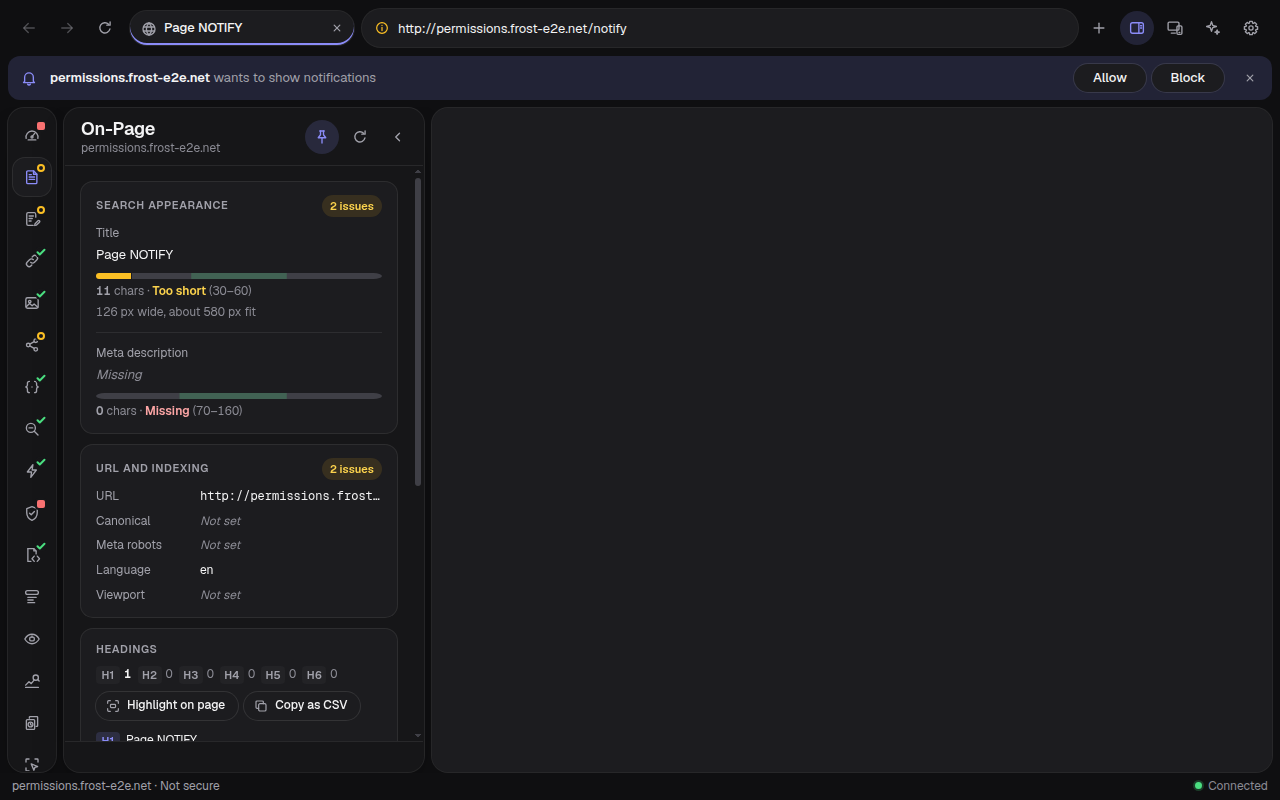 Page NOTIFY
http://permissions.frost-e2e.net/notify
permissions.frost-e2e.net wants to show notifications
Allow
Block
On-Page
permissions.frost-e2e.net
SEARCH APPEARANCE
2 issues
Title
Page NOTIFY
11 chars · Too short (30–60)
126 px wide, about 580 px fit
Meta description
Missing
0 chars · Missing (70–160)
URL AND INDEXING
2 issues
URL http://permissions.frost…
Canonical Not set
Meta robots Not set
Language en
Viewport Not set
HEADINGS
H1 1 H2 0 H3 0 H4 0 H5 0 H6 0
Highlight on page
Copy as CSV
H1 Page NOTIFY
permissions.frost-e2e.net · Not secure
Connected